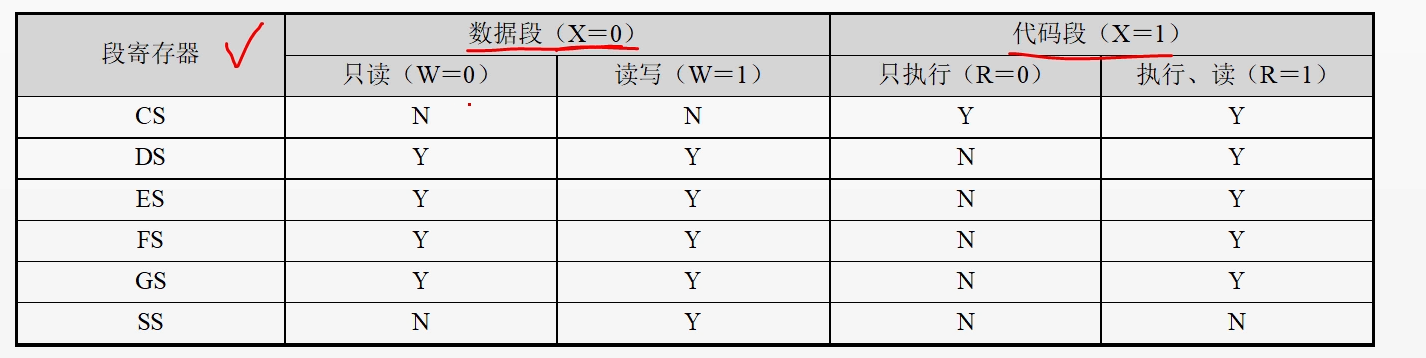 段寄存器 数据段（X＝0） 代码段（X＝1）
只读（W＝0） 读写（W＝1） 只执行（R＝0） 执行、读（R＝1）
CS N N Y Y
DS Y Y N Y
ES Y Y N Y
FS Y Y N Y
GS Y Y N Y
SS N Y N N